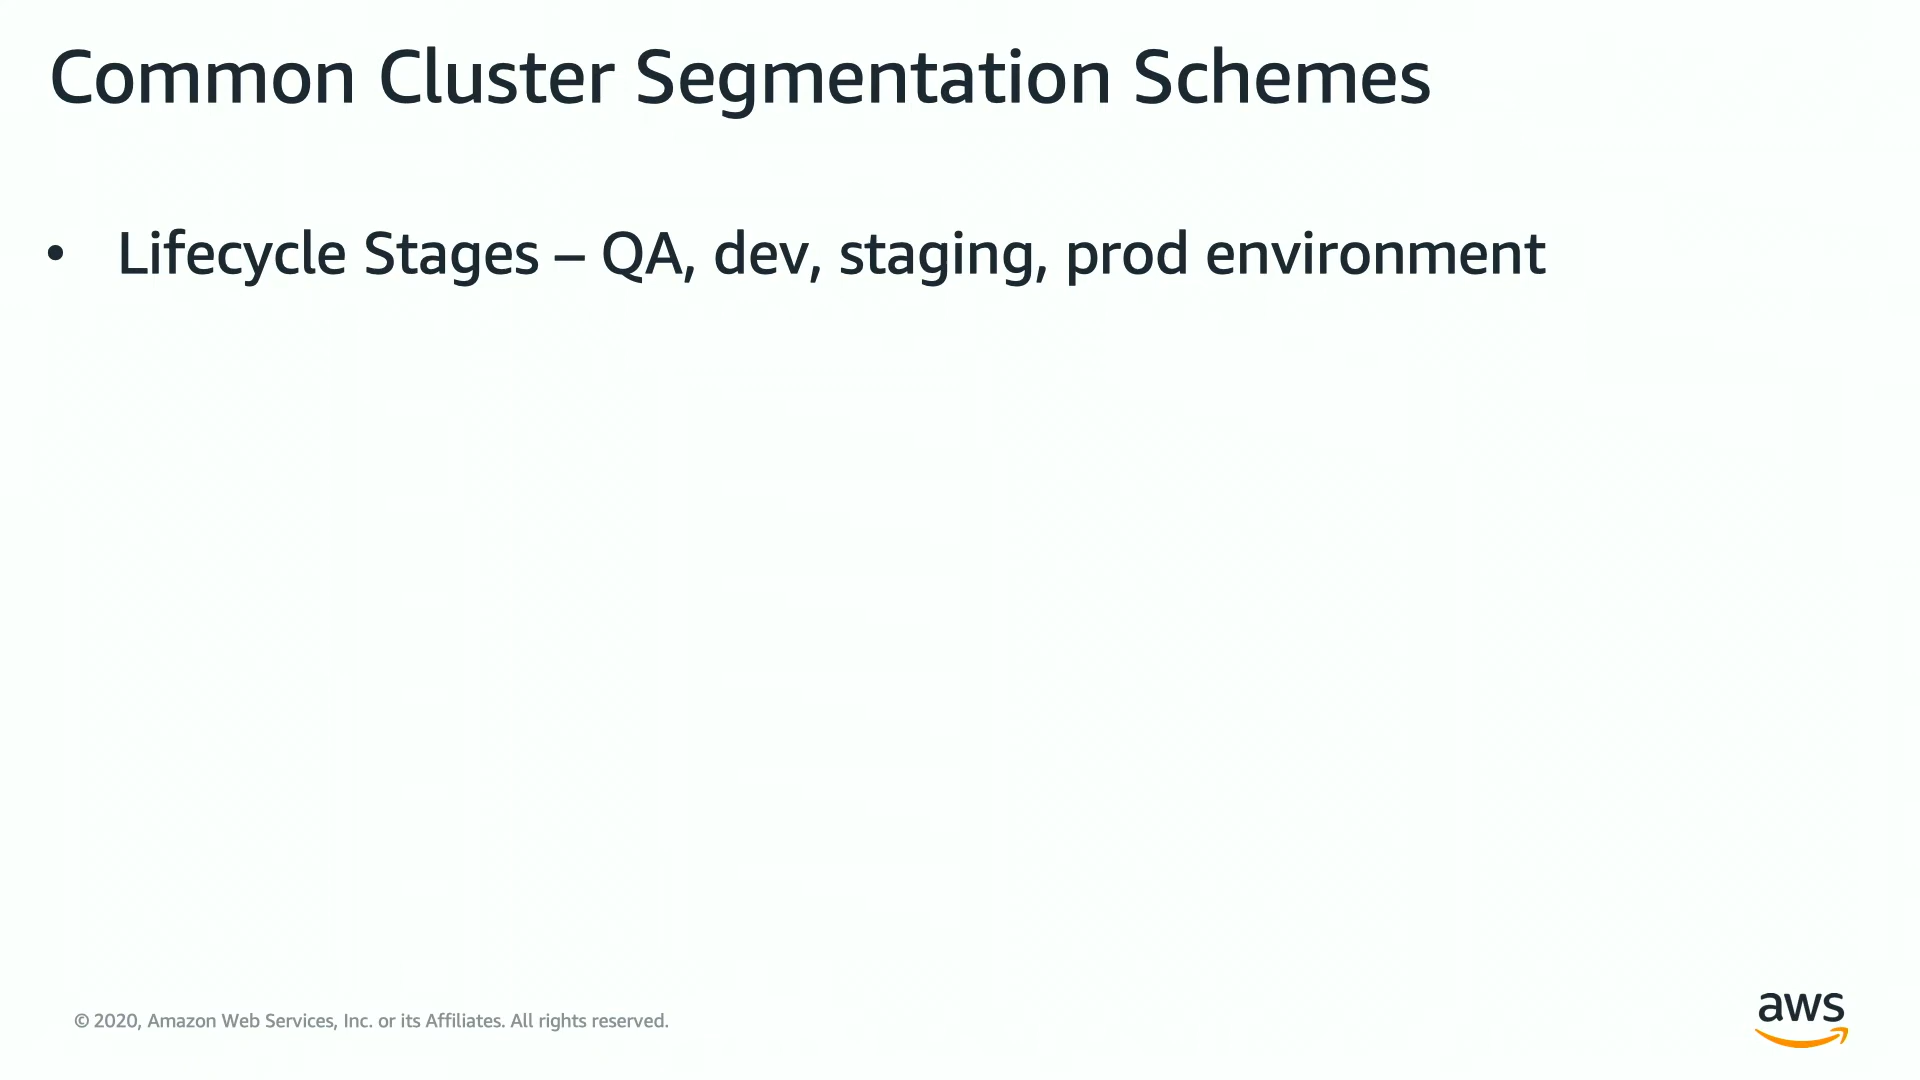 Common Cluster Segmentation Schemes
• Lifecycle Stages – QA, dev, staging, prod environment
© 2020, Amazon Web Services, Inc. or its Affiliates. All rights reserved.
aws